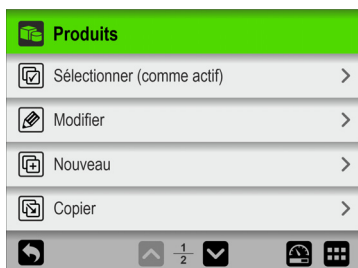 Produits
Sélectionner (comme actif)
Modifier
Nouveau
Copier
1
2